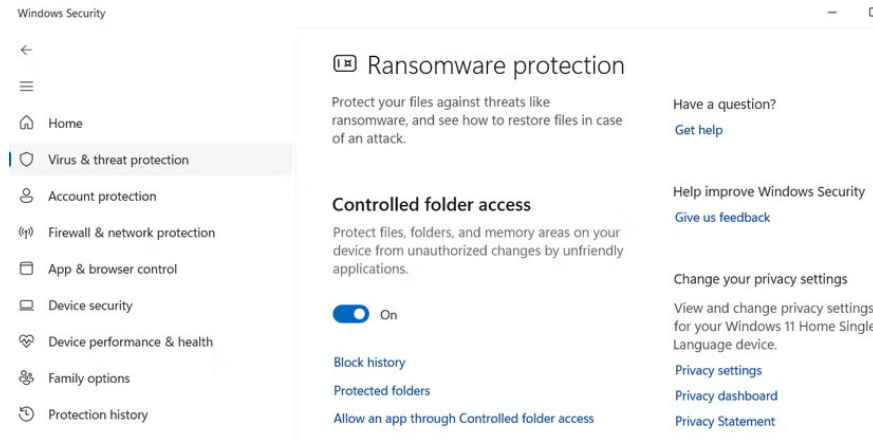 Windows Security
Home
Virus & threat protection
Account protection
Firewall & network protection
App & browser control
Device security
Device performance & health
Family options
Protection history
Ransomware protection
Protect your files against threats like
ransomware, and see how to restore files in case
of an attack.
Controlled folder access
Protect files, folders, and memory areas on your
device from unauthorized changes by unfriendly
applications.
On
Block history
Protected folders
Allow an app through Controlled folder access
Have a question?
Get help
Help improve Windows Security
Give us feedback
Change your privacy settings
View and change privacy settings
for your Windows 11 Home Single
Language device.
Privacy settings
Privacy dashboard
Privacy Statement